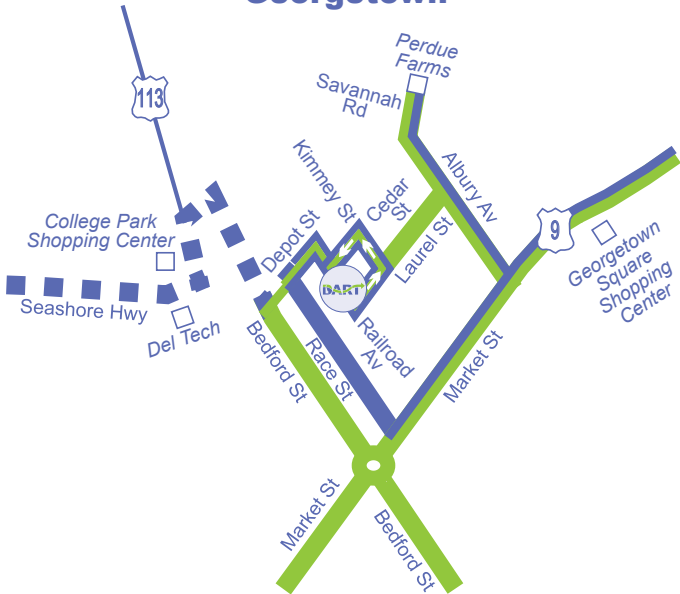 Georgetown
Perdue
Farms
113
Savannah
Rd
Kimmey St
Cedar
St
Albury Av
College Park
Shopping Center
Depot St
Laurel St
9
Georgetown
Square
Shopping
Center
BART
Seashore Hwy
Del Tech
Bedford St
Race St
Railroad
Av
Market St
Market St
Bedford St